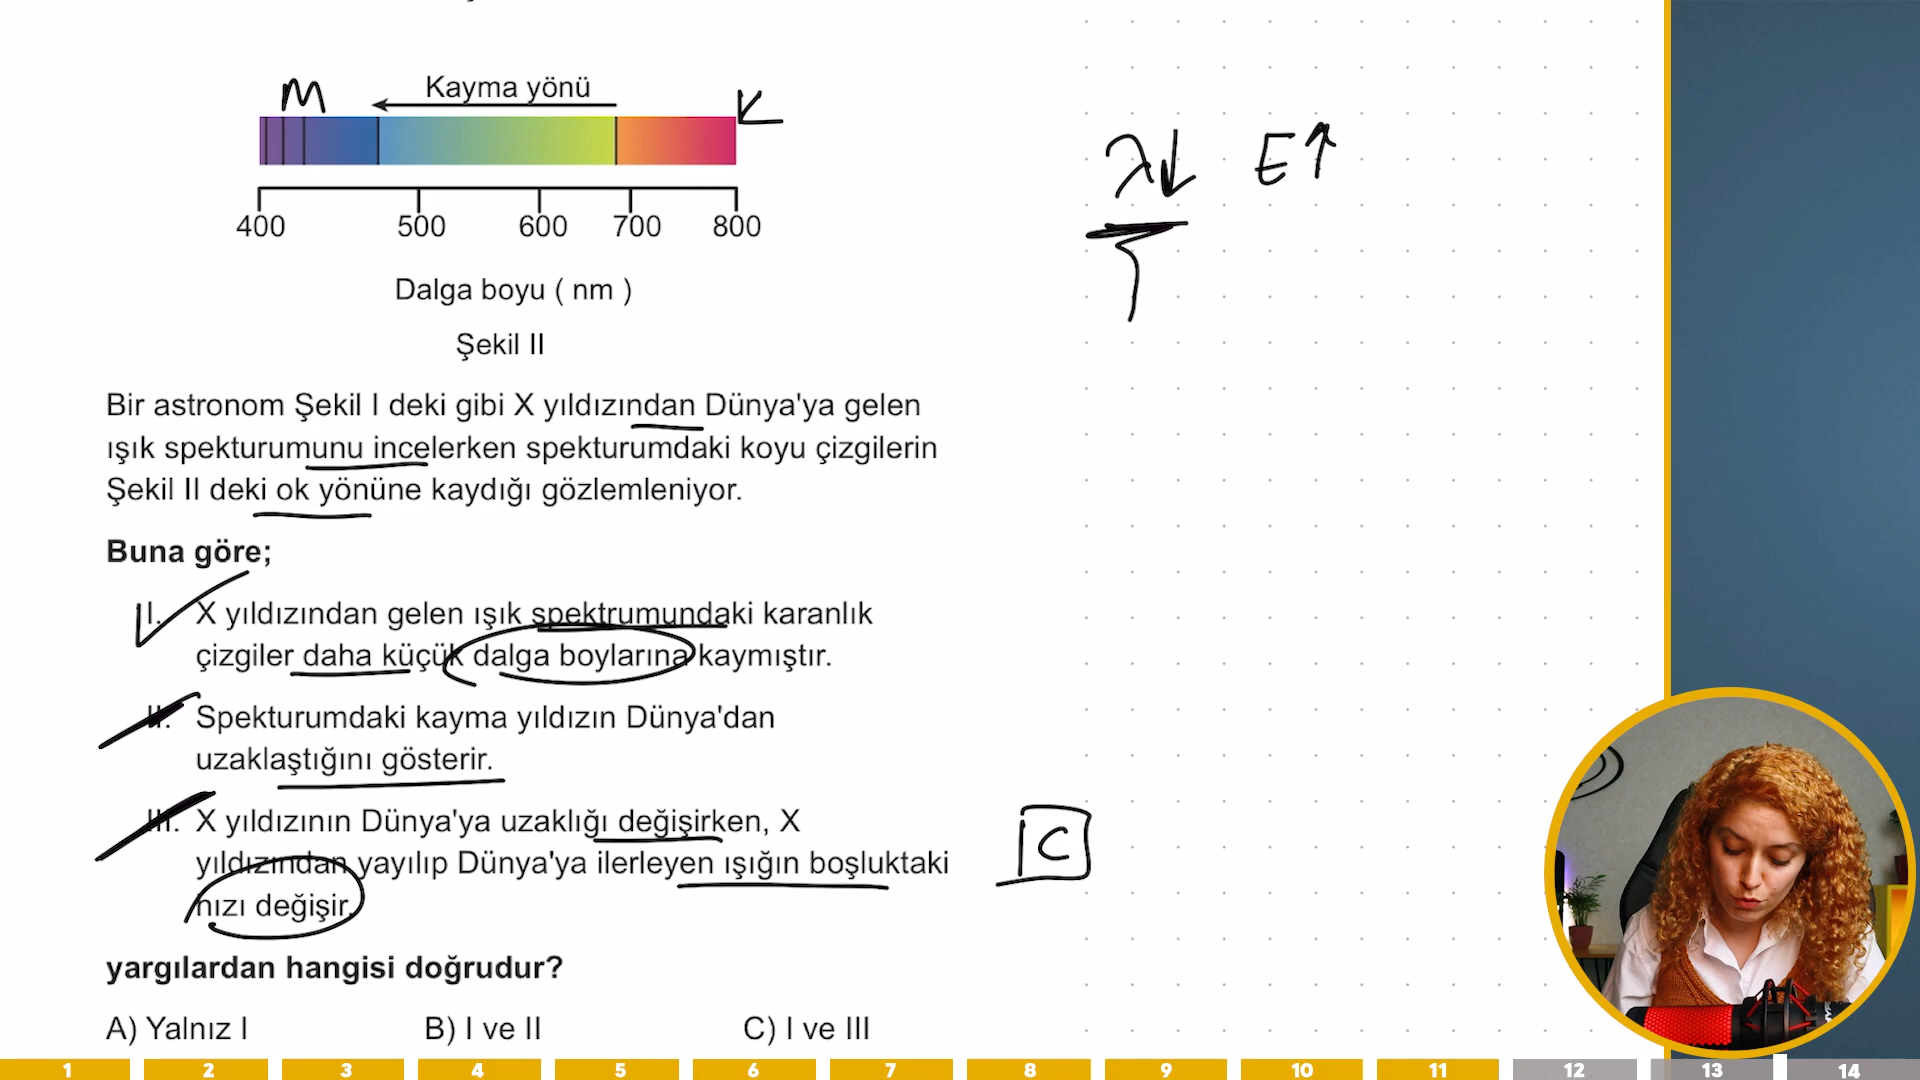 M
Kayma yönü
K
400 500 600 700 800
Dalga boyu ( nm )
Şekil II
λ↓ E↑
Bir astronom Şekil I deki gibi X yıldızından Dünya'ya gelen
ışık spekturumunu incelerken spekturumdaki koyu çizgilerin
Şekil II deki ok yönüne kaydığı gözlemleniyor.
Buna göre;
I. X yıldızından gelen ışık spektrumundaki karanlık
çizgiler daha küçük dalga boylarına kaymıştır.
II. Spekturumdaki kayma yıldızın Dünya'dan
uzaklaştığını gösterir.
III. X yıldızının Dünya'ya uzaklığı değişirken, X
yıldızından yayılıp Dünya'ya ilerleyen ışığın boşluktaki
hızı değişir.
C
yargılardan hangisi doğrudur?
A) Yalnız I B) I ve II C) I ve III
1 2 3 4 5 6 7 8 9 10 11 12 13 14